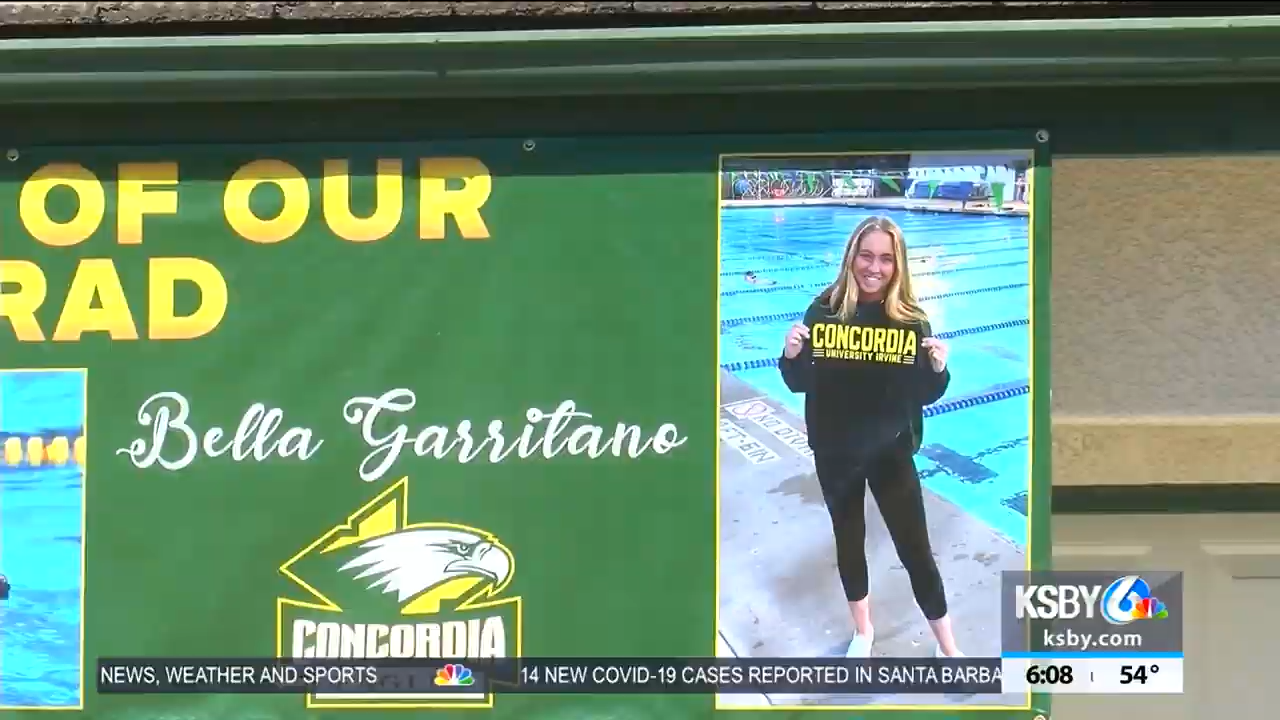 OF OUR
RAD
Bella Garritano
CONCORDIA
CONCORDIA
UNIVERSITY IRVINE
KSBY6
ksby.com
NEWS, WEATHER AND SPORTS
14 NEW COVID-19 CASES REPORTED IN SANTA BARBA
6:08
54°